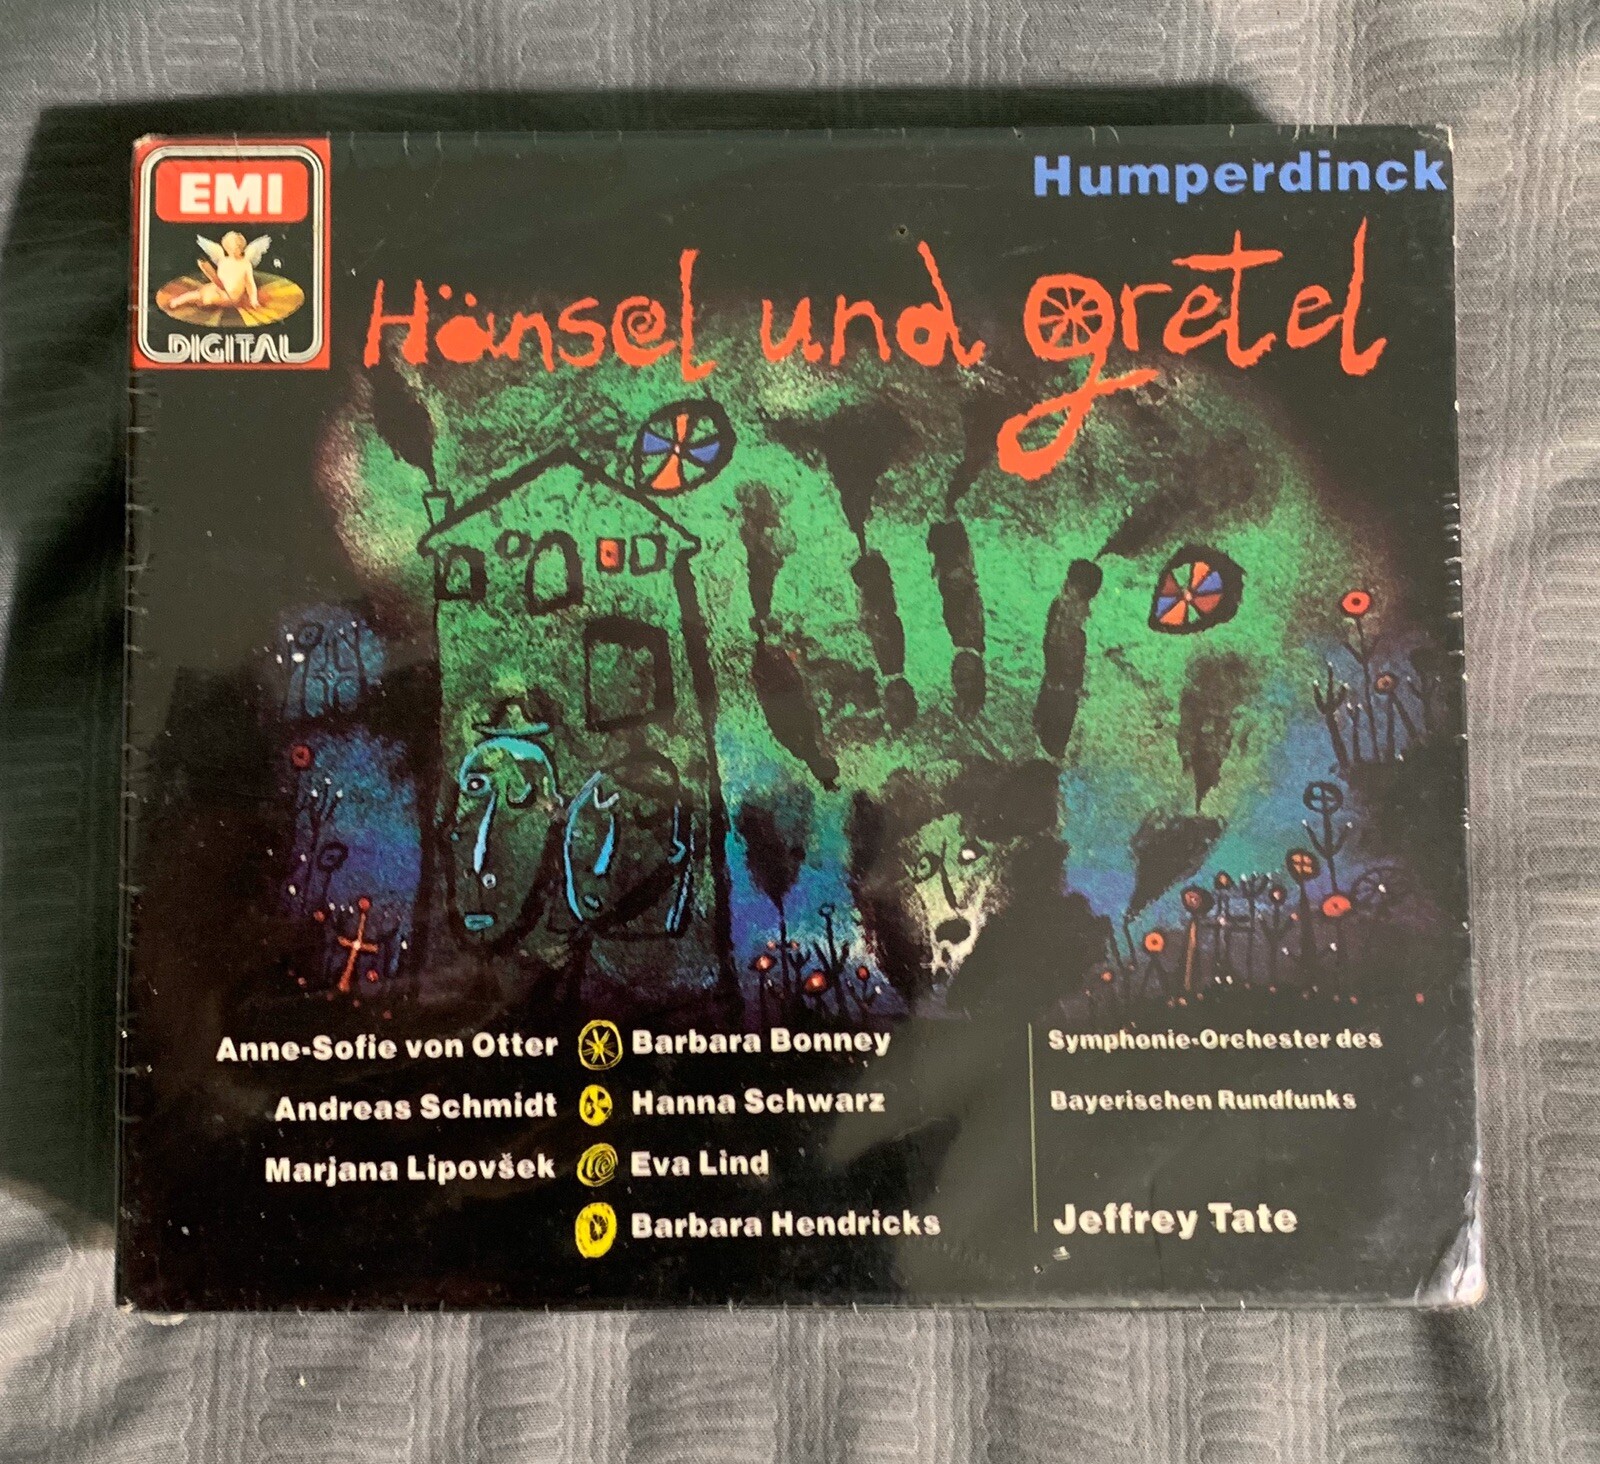 EMI
DIGITAL
Humperdinck
Hänsel und gretel
Anne-Sofie von Otter
Barbara Bonney
Andreas Schmidt
Hanna Schwarz
Marjana Lipovšek
Eva Lind
Barbara Hendricks
Symphonie-Orchester des
Bayerischen Rundfunks
Jeffrey Tate